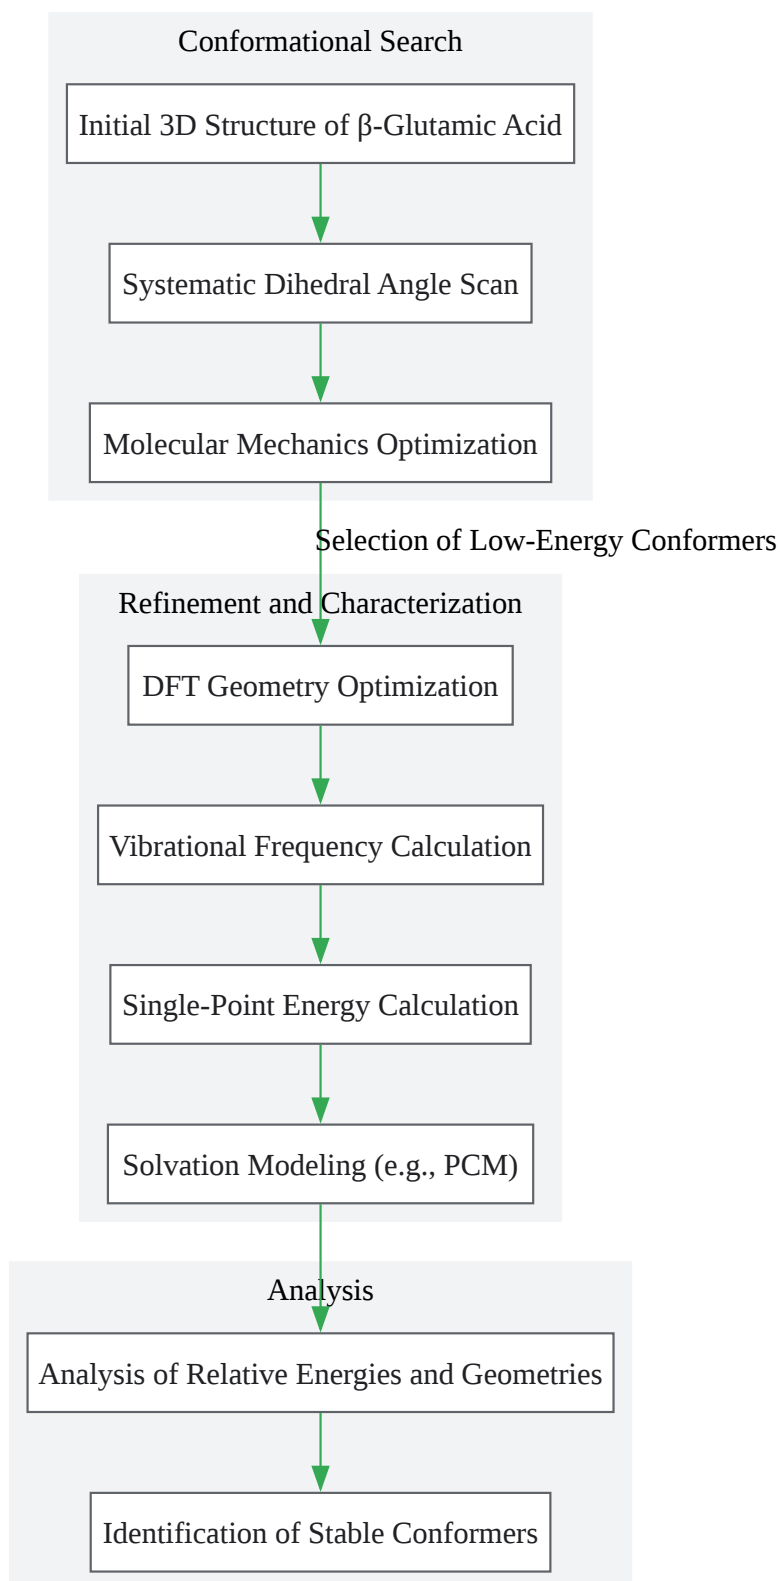 Conformational Search
Initial 3D Structure of β-Glutamic Acid
Systematic Dihedral Angle Scan
Molecular Mechanics Optimization
Selection of Low-Energy Conformers
Refinement and Characterization
DFT Geometry Optimization
Vibrational Frequency Calculation
Single-Point Energy Calculation
Solvation Modeling (e.g., PCM)
Analysis
Analysis of Relative Energies and Geometries
Identification of Stable Conformers